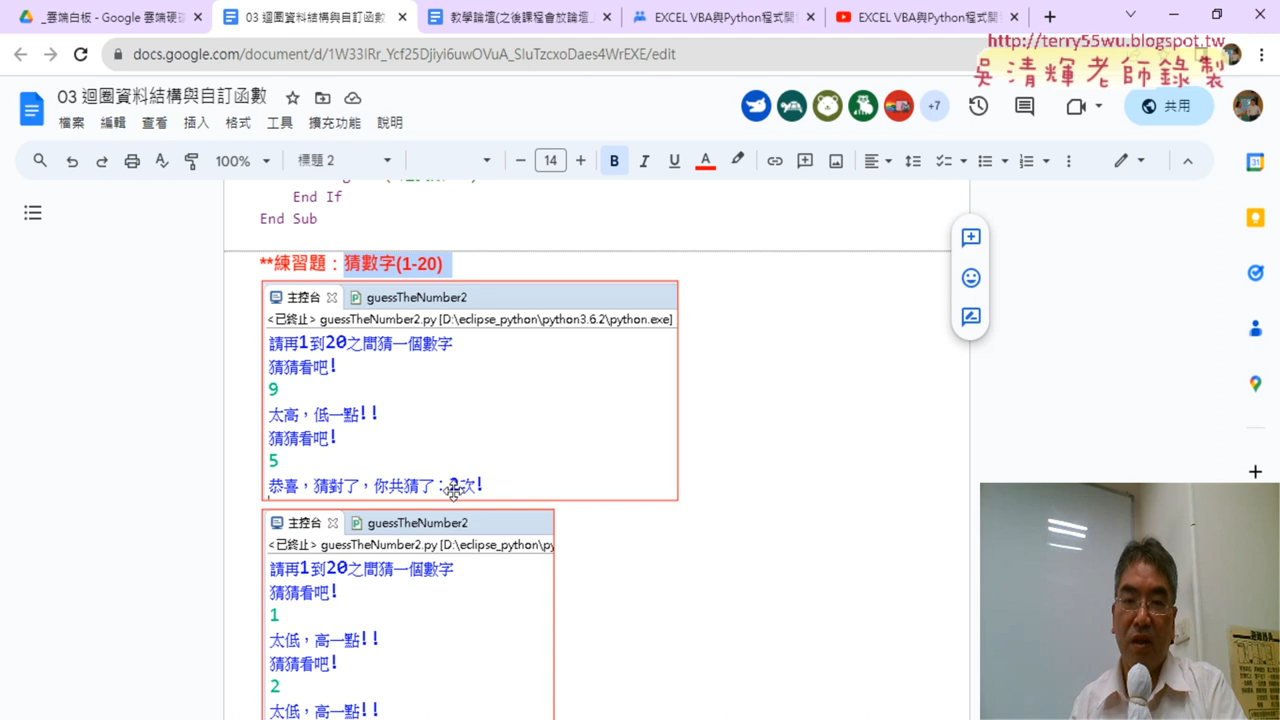 _雲端白板 - Google 雲端硬碟
03 迴圈資料結構與自訂函數
教學論壇(之後課程會放論壇
EXCEL VBA與Python程式開發
EXCEL VBA與Python程式開發
docs.google.com/document/d/1W33lRr_Ycf25Djiyi6uwOVuA_SluTzcxoDaes4WrEXE/edit
http://terry55wu.blogspot.tw
吳清輝老師錄製
03 迴圈資料結構與自訂函數
+7
共用
檔案 編輯 查看 插入 格式 工具 擴充功能 說明
100% 標題 2 14 B I U A
End If
End Sub
**練習題：猜數字(1-20)
主控台 guessTheNumber2
<已終止> guessTheNumber2.py [D:\eclipse_python\python3.6.2\python.exe]
請再1到20之間猜一個數字
猜猜看吧!
9
太高，低一點!!
猜猜看吧!
5
恭喜，猜對了，你共猜了:2次!
主控台 guessTheNumber2
<已終止> guessTheNumber2.py [D:\eclipse_python\py
請再1到20之間猜一個數字
猜猜看吧!
1
太低，高一點!!
猜猜看吧!
2
太低，高一點!!